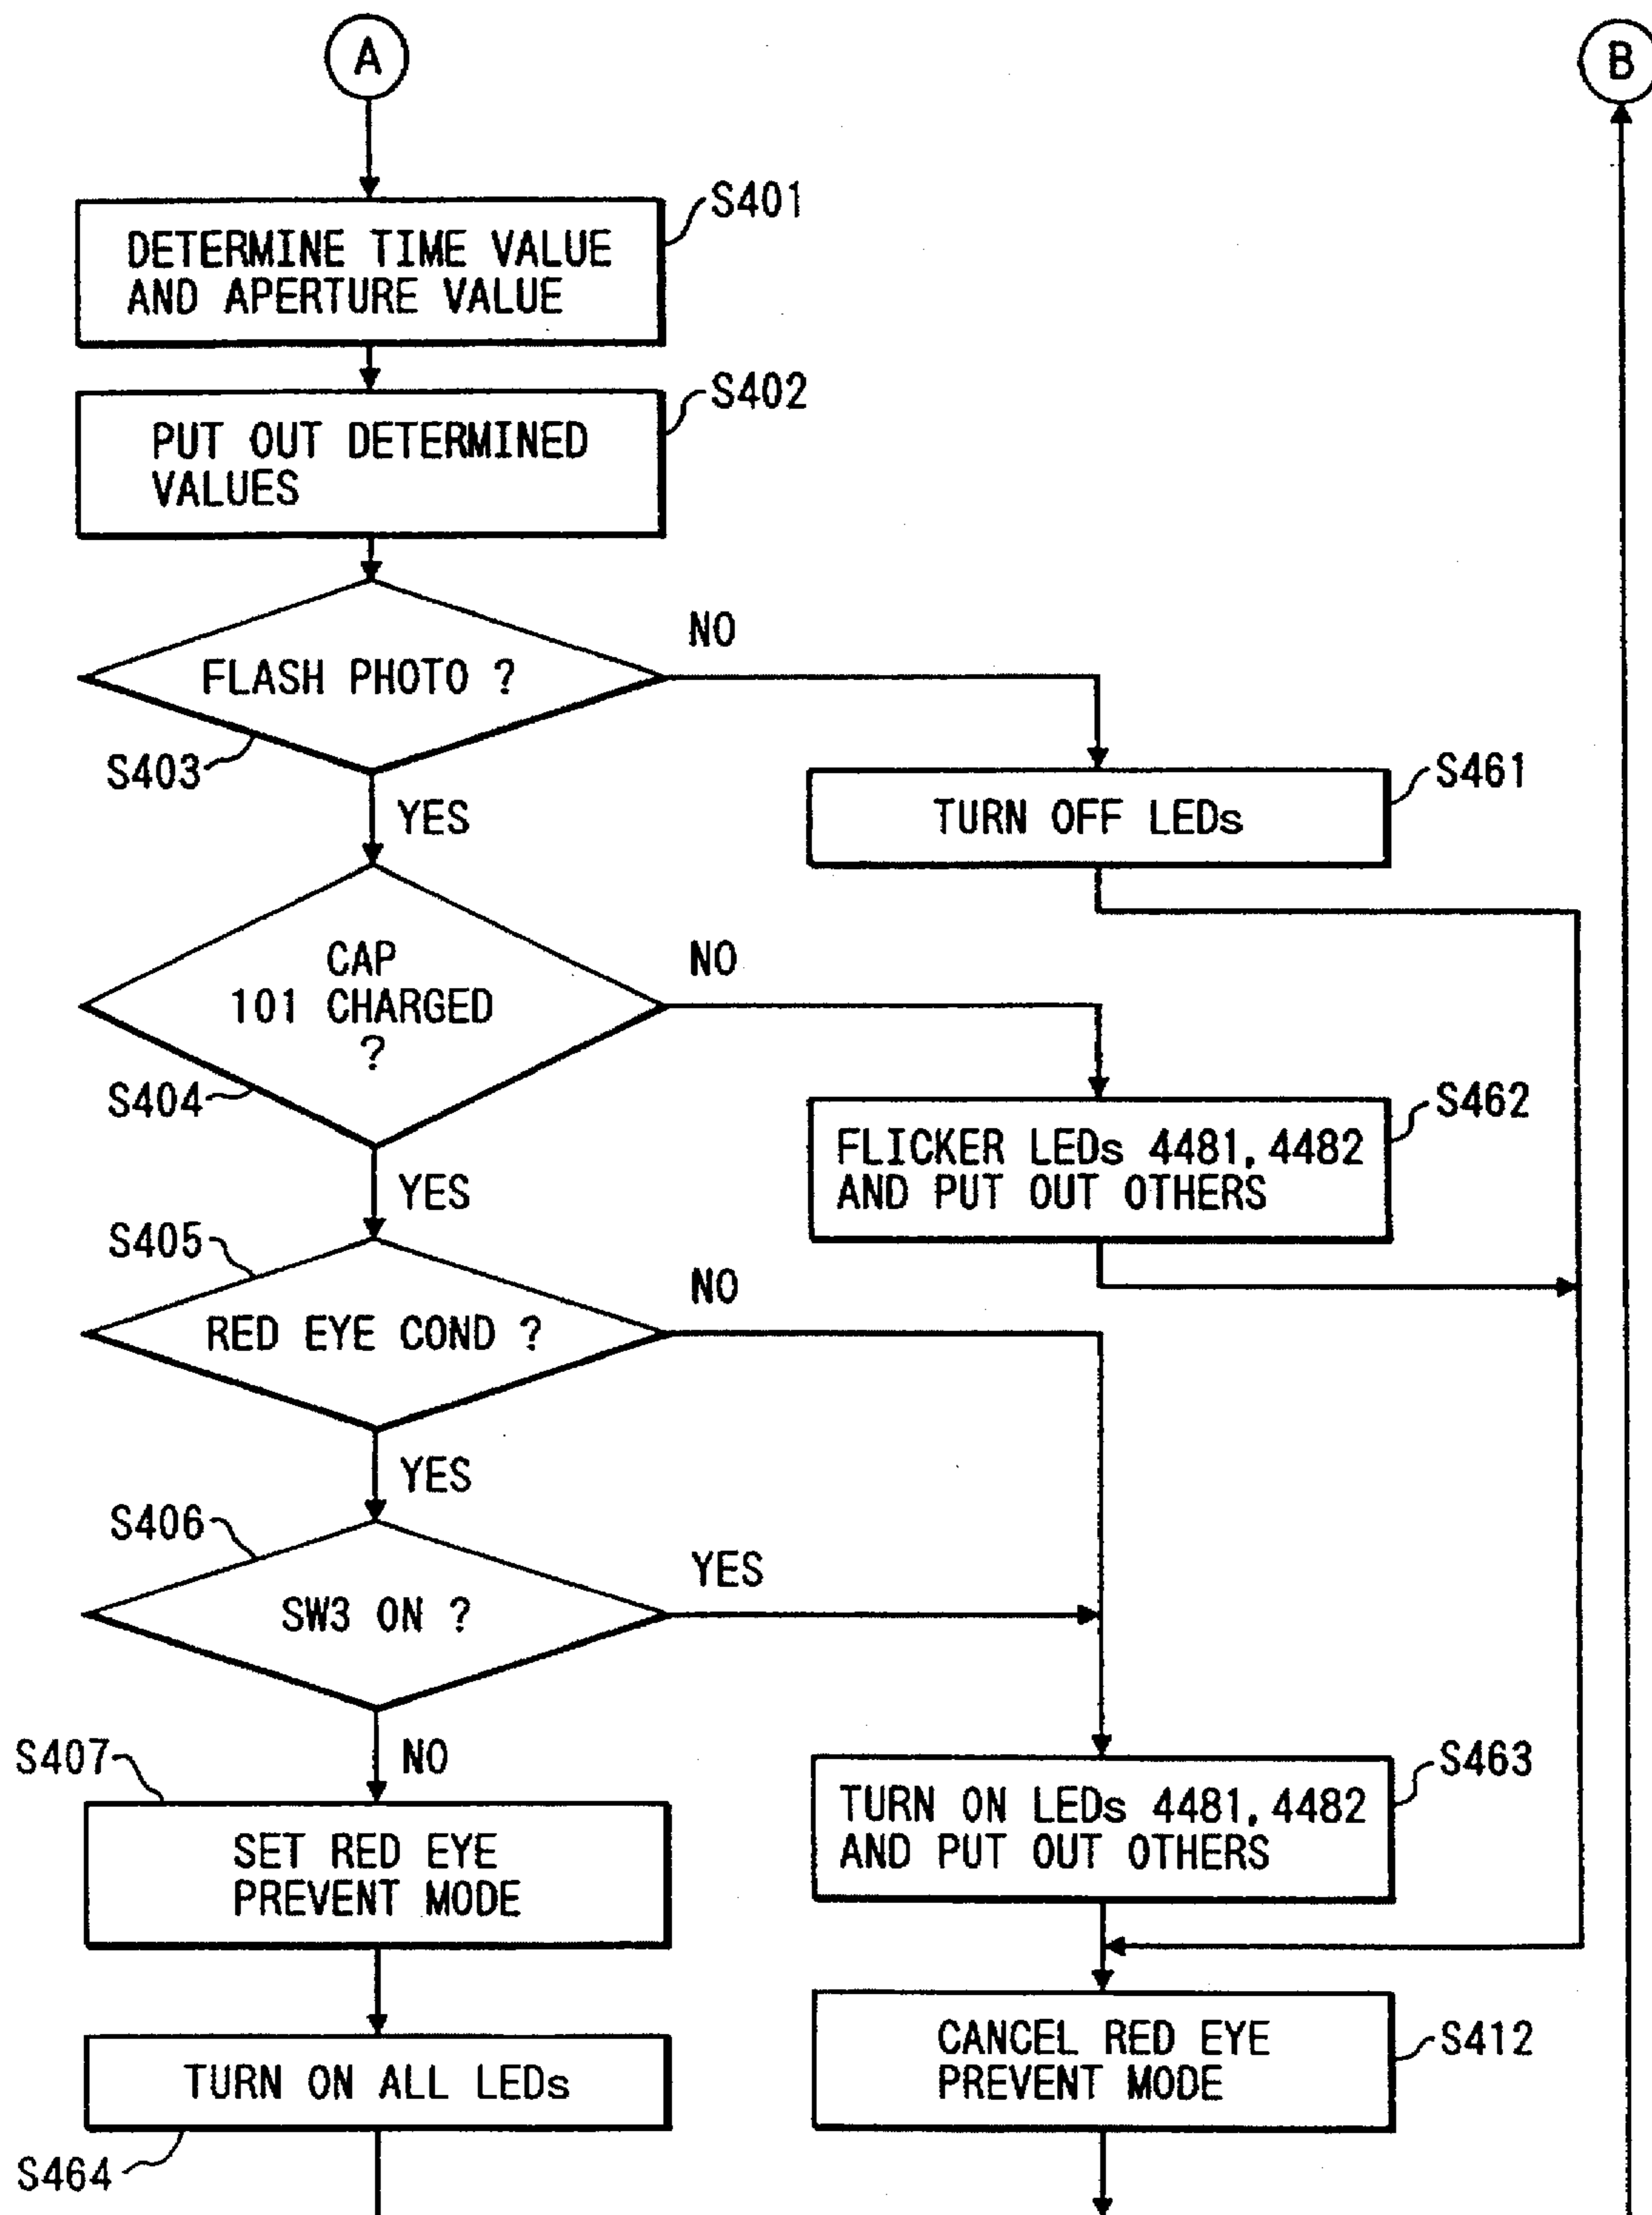 A
B
S401
DETERMINE TIME VALUE
AND APERTURE VALUE
S402
PUT OUT DETERMINED
VALUES
NO
FLASH PHOTO ?
S403
YES
S461
TURN OFF LEDs
CAP
101 CHARGED
?
NO
S404
YES
S462
FLICKER LEDs 4481, 4482
AND PUT OUT OTHERS
S405
NO
RED EYE COND ?
YES
S406
YES
SW3 ON ?
S407
NO
S463
TURN ON LEDs 4481, 4482
AND PUT OUT OTHERS
SET RED EYE
PREVENT MODE
CANCEL RED EYE
PREVENT MODE
S412
TURN ON ALL LEDs
S464